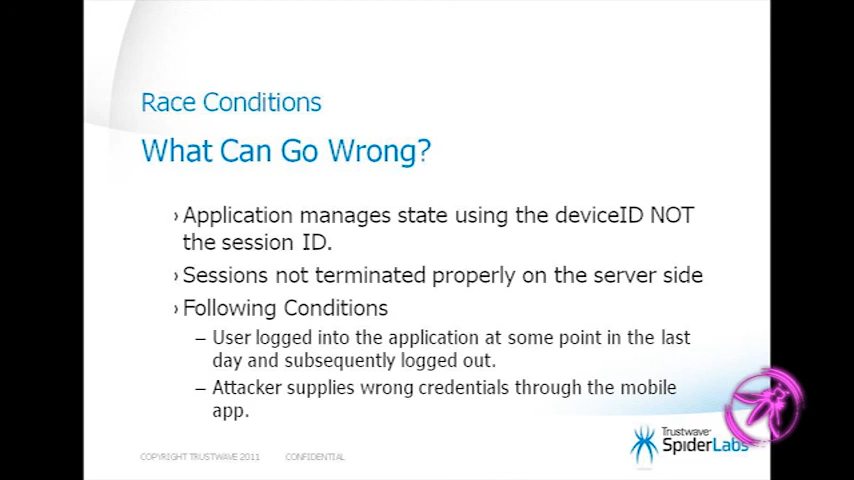 Race Conditions
What Can Go Wrong?
› Application manages state using the deviceID NOT
the session ID.
› Sessions not terminated properly on the server side
› Following Conditions
– User logged into the application at some point in the last
day and subsequently logged out.
– Attacker supplies wrong credentials through the mobile
app.
Trustwave®
SpiderLabs
COPYRIGHT TRUSTWAVE 2011 CONFIDENTIAL